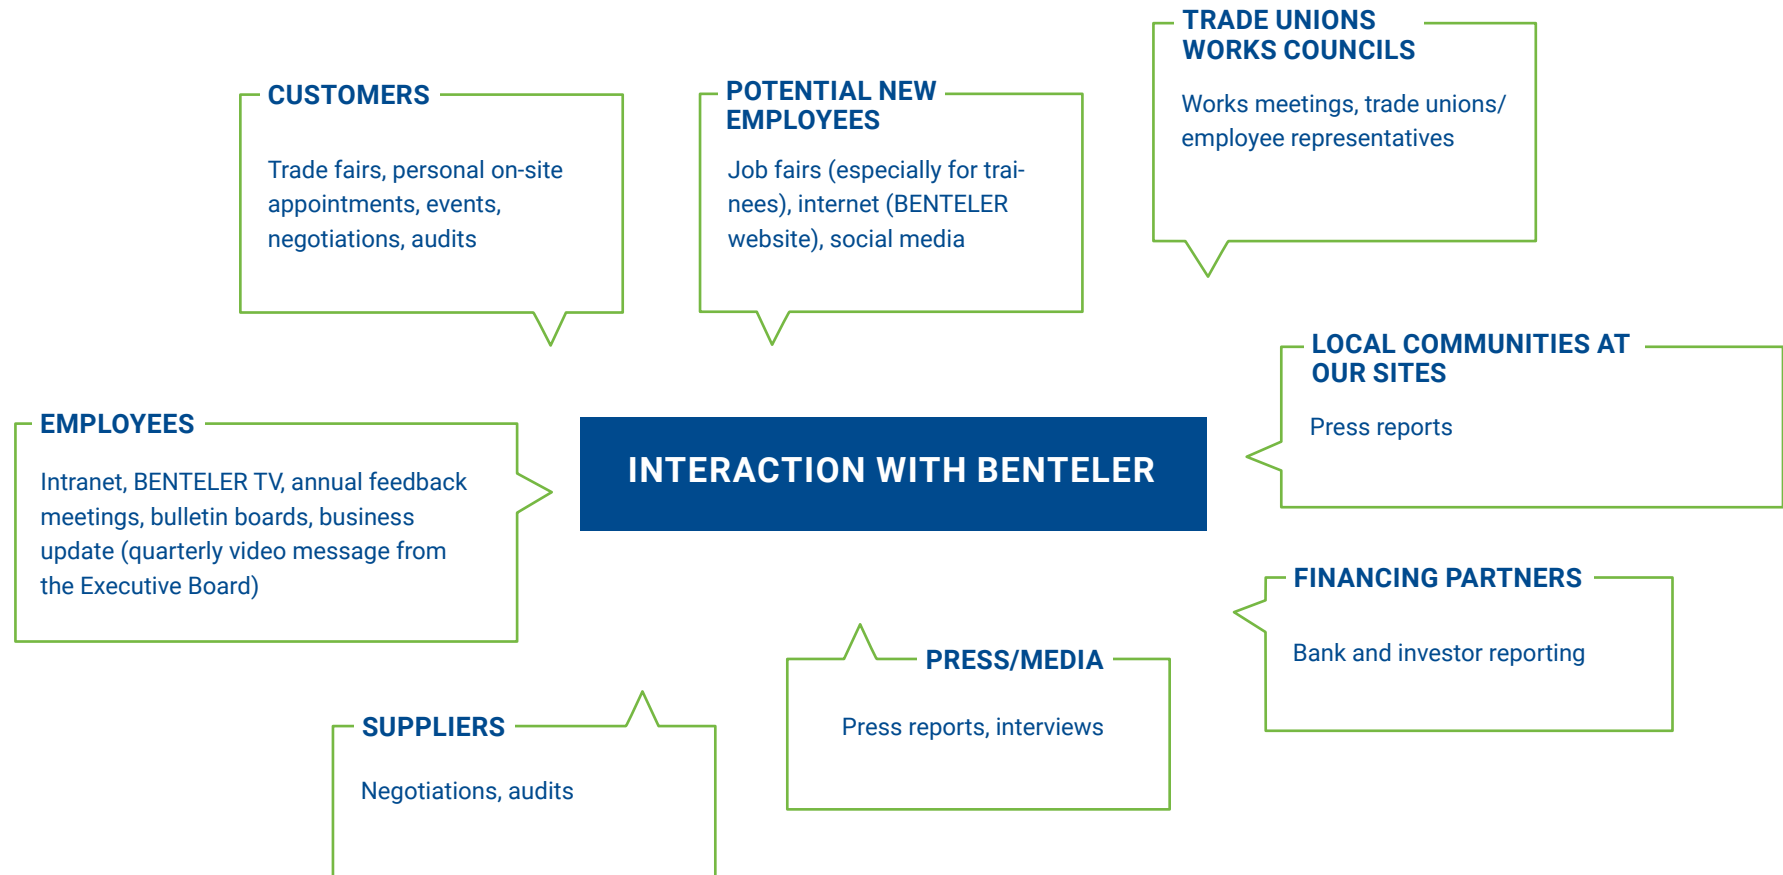 TRADE UNIONS
WORKS COUNCILS
Works meetings, trade unions/
employee representatives
CUSTOMERS
Trade fairs, personal on-site
appointments, events,
negotiations, audits
POTENTIAL NEW
EMPLOYEES
Job fairs (especially for trai-
nees), internet (BENTELER
website), social media
LOCAL COMMUNITIES AT
OUR SITES
Press reports
EMPLOYEES
Intranet, BENTELER TV, annual feedback
meetings, bulletin boards, business
update (quarterly video message from
the Executive Board)
INTERACTION WITH BENTELER
FINANCING PARTNERS
Bank and investor reporting
PRESS/MEDIA
Press reports, interviews
SUPPLIERS
Negotiations, audits